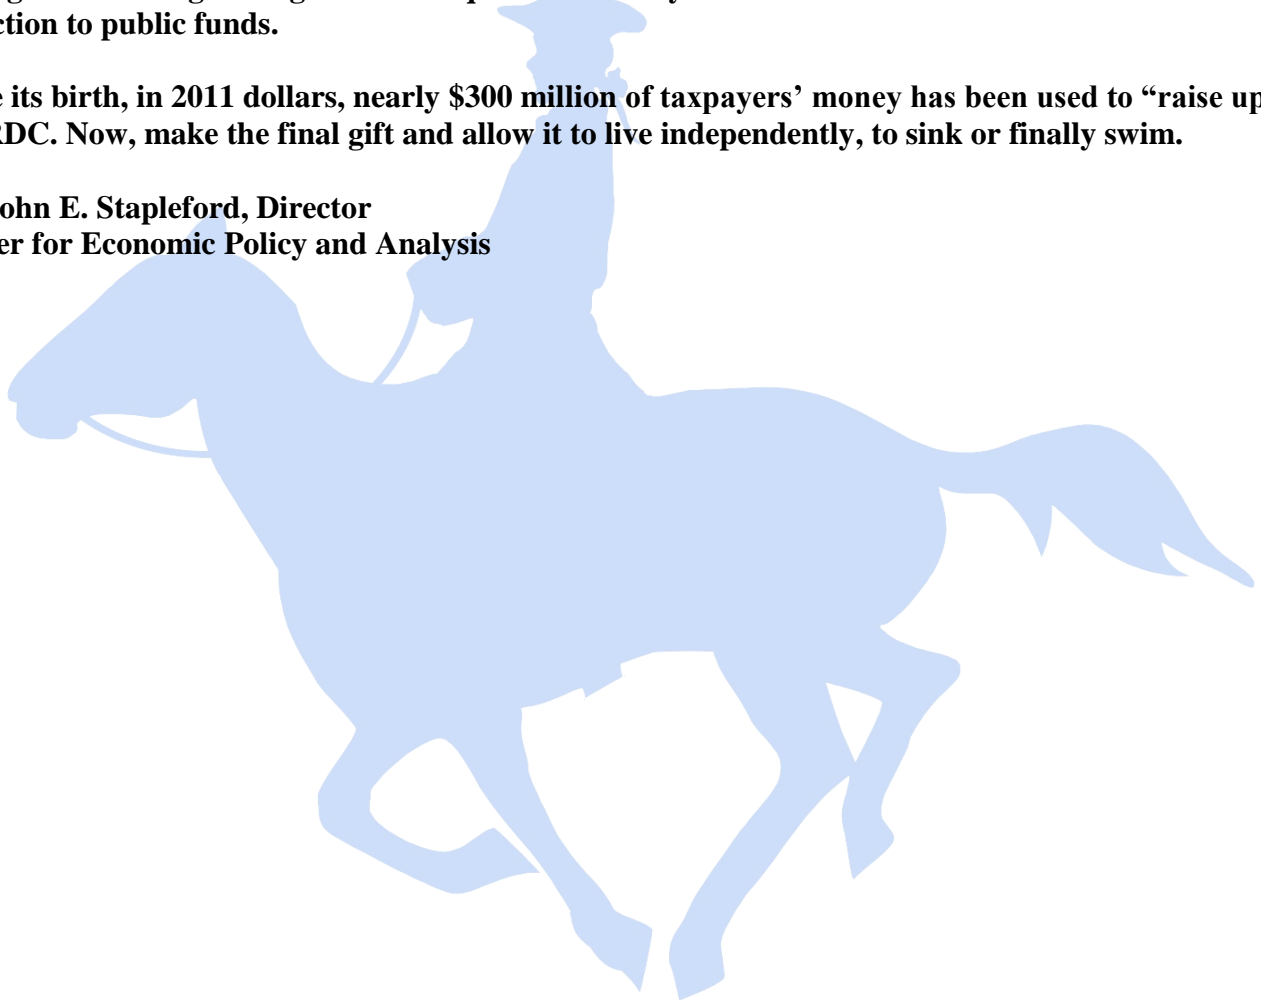 ction to public funds.
e its birth, in 2011 dollars, nearly $300 million of taxpayers’ money has been used to “raise up
RDC. Now, make the final gift and allow it to live independently, to sink or finally swim.
ohn E. Stapleford, Director
er for Economic Policy and Analysis